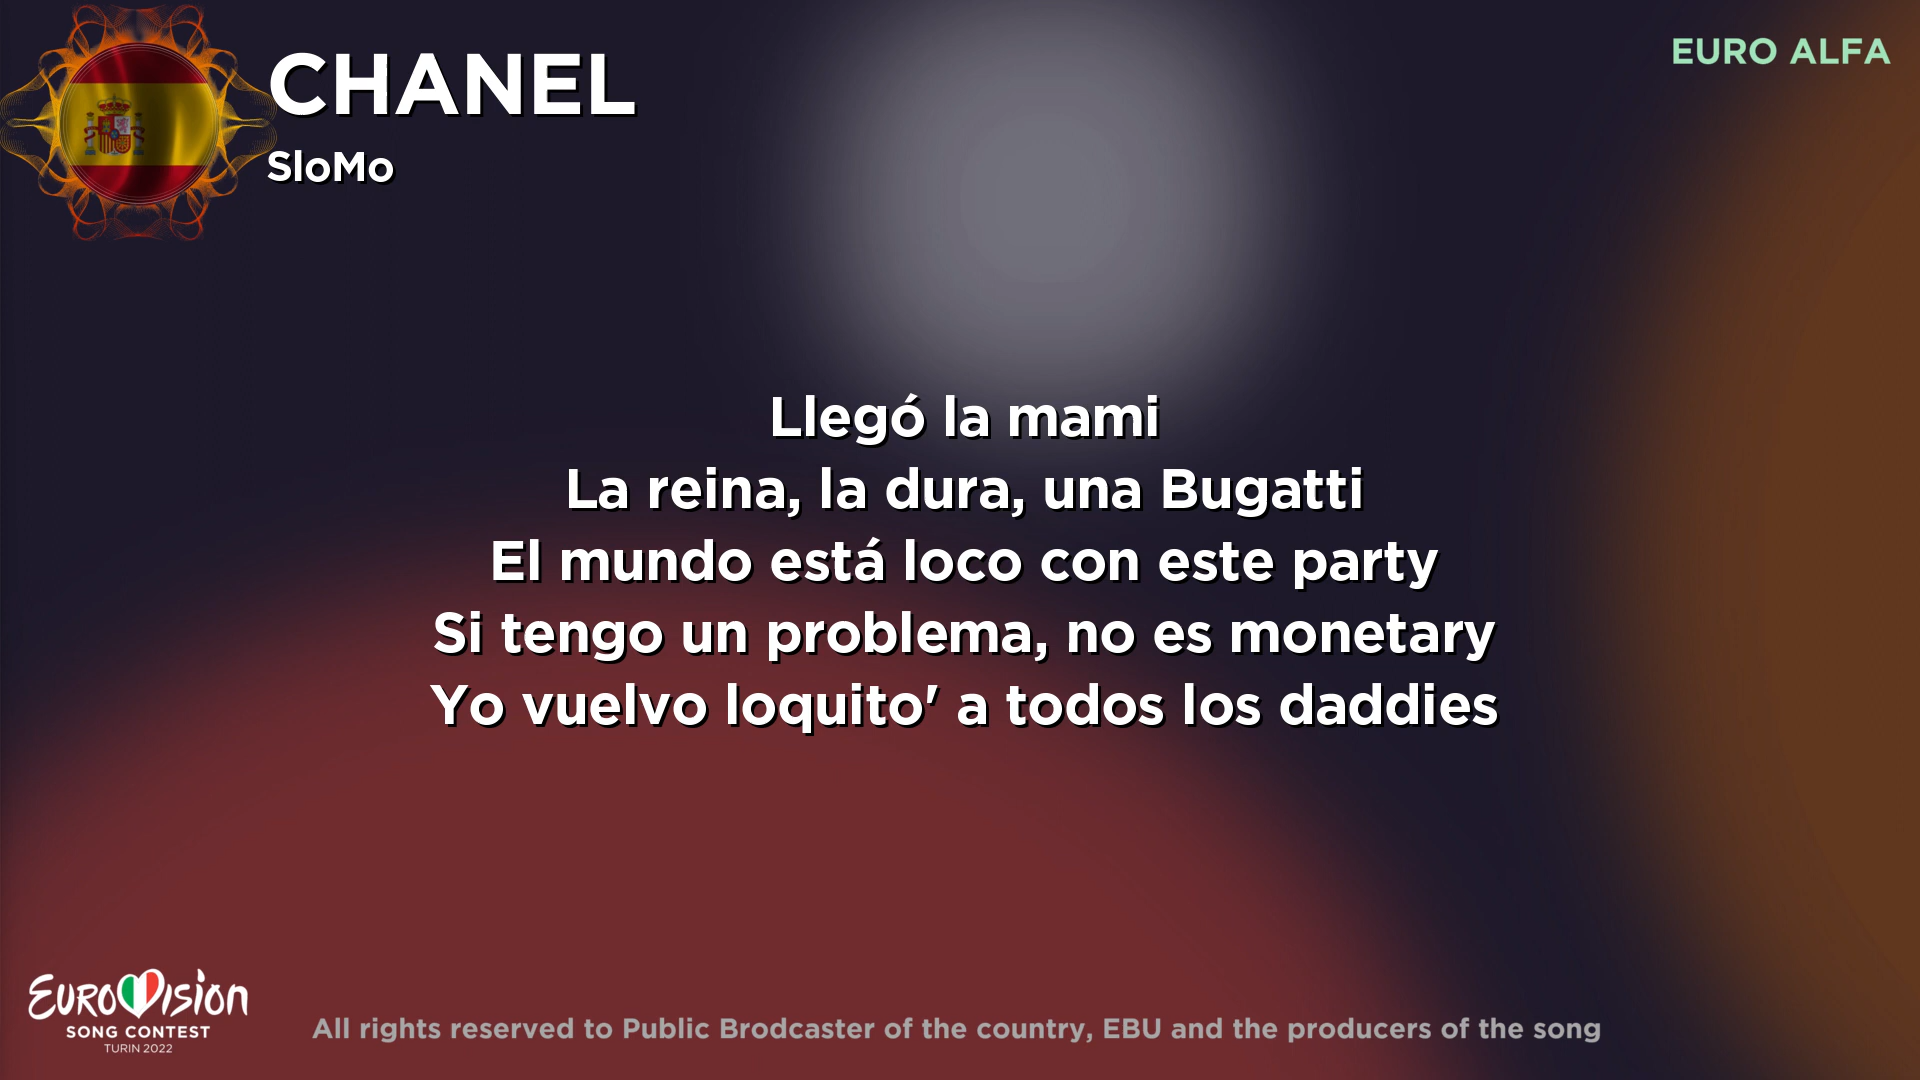 CHANEL
SloMo
EURO ALFA
Llegó la mami
La reina, la dura, una Bugatti
El mundo está loco con este party
Si tengo un problema, no es monetary
Yo vuelvo loquito' a todos los daddies
EUROVISION
SONG CONTEST
TURIN 2022
All rights reserved to Public Brodcaster of the country, EBU and the producers of the song